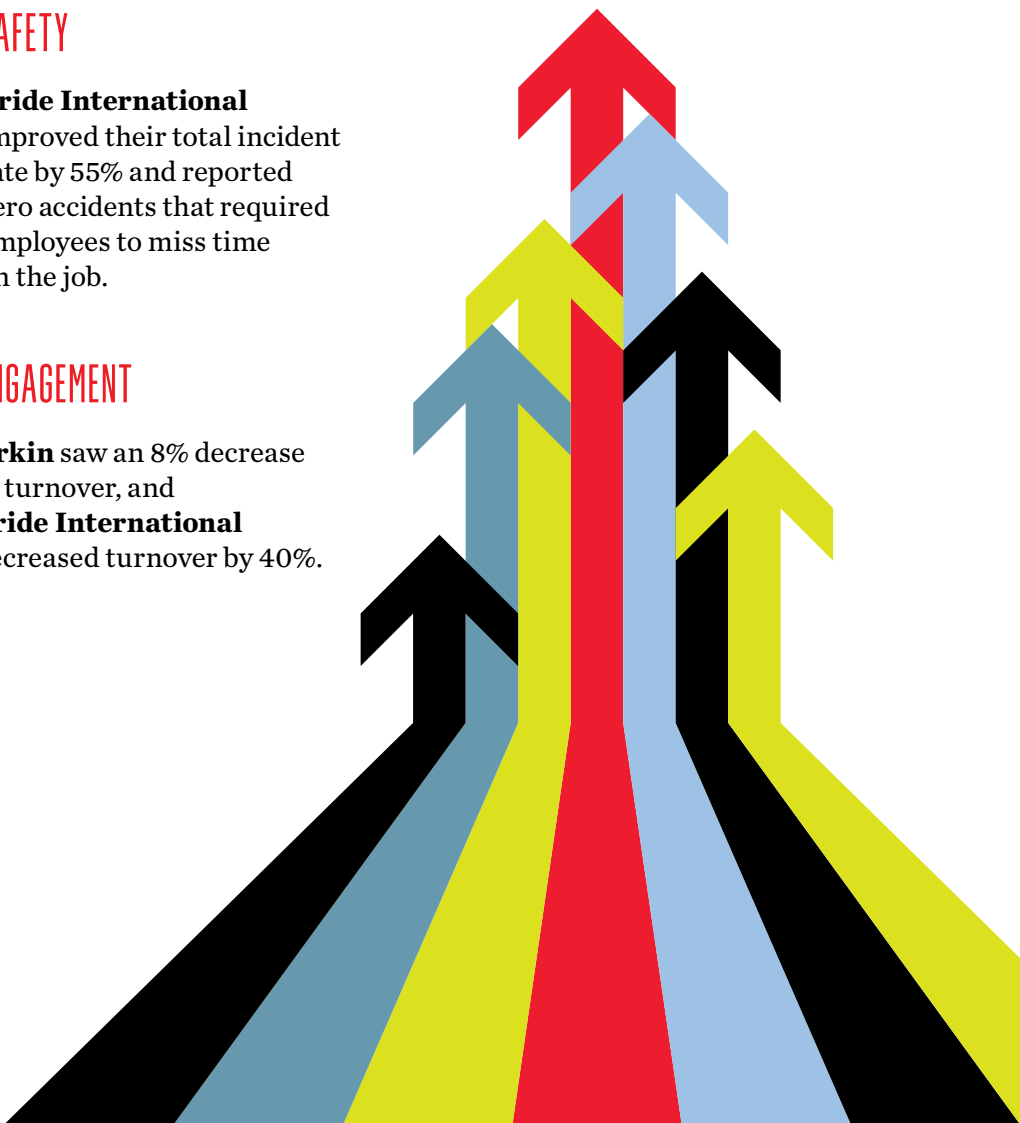 AFETY
ride International
mproved their total incident
ate by 55% and reported
ero accidents that required
mployees to miss time
n the job.
NGAGEMENT
rkin saw an 8% decrease
turnover, and
ride International
ecreased turnover by 40%.